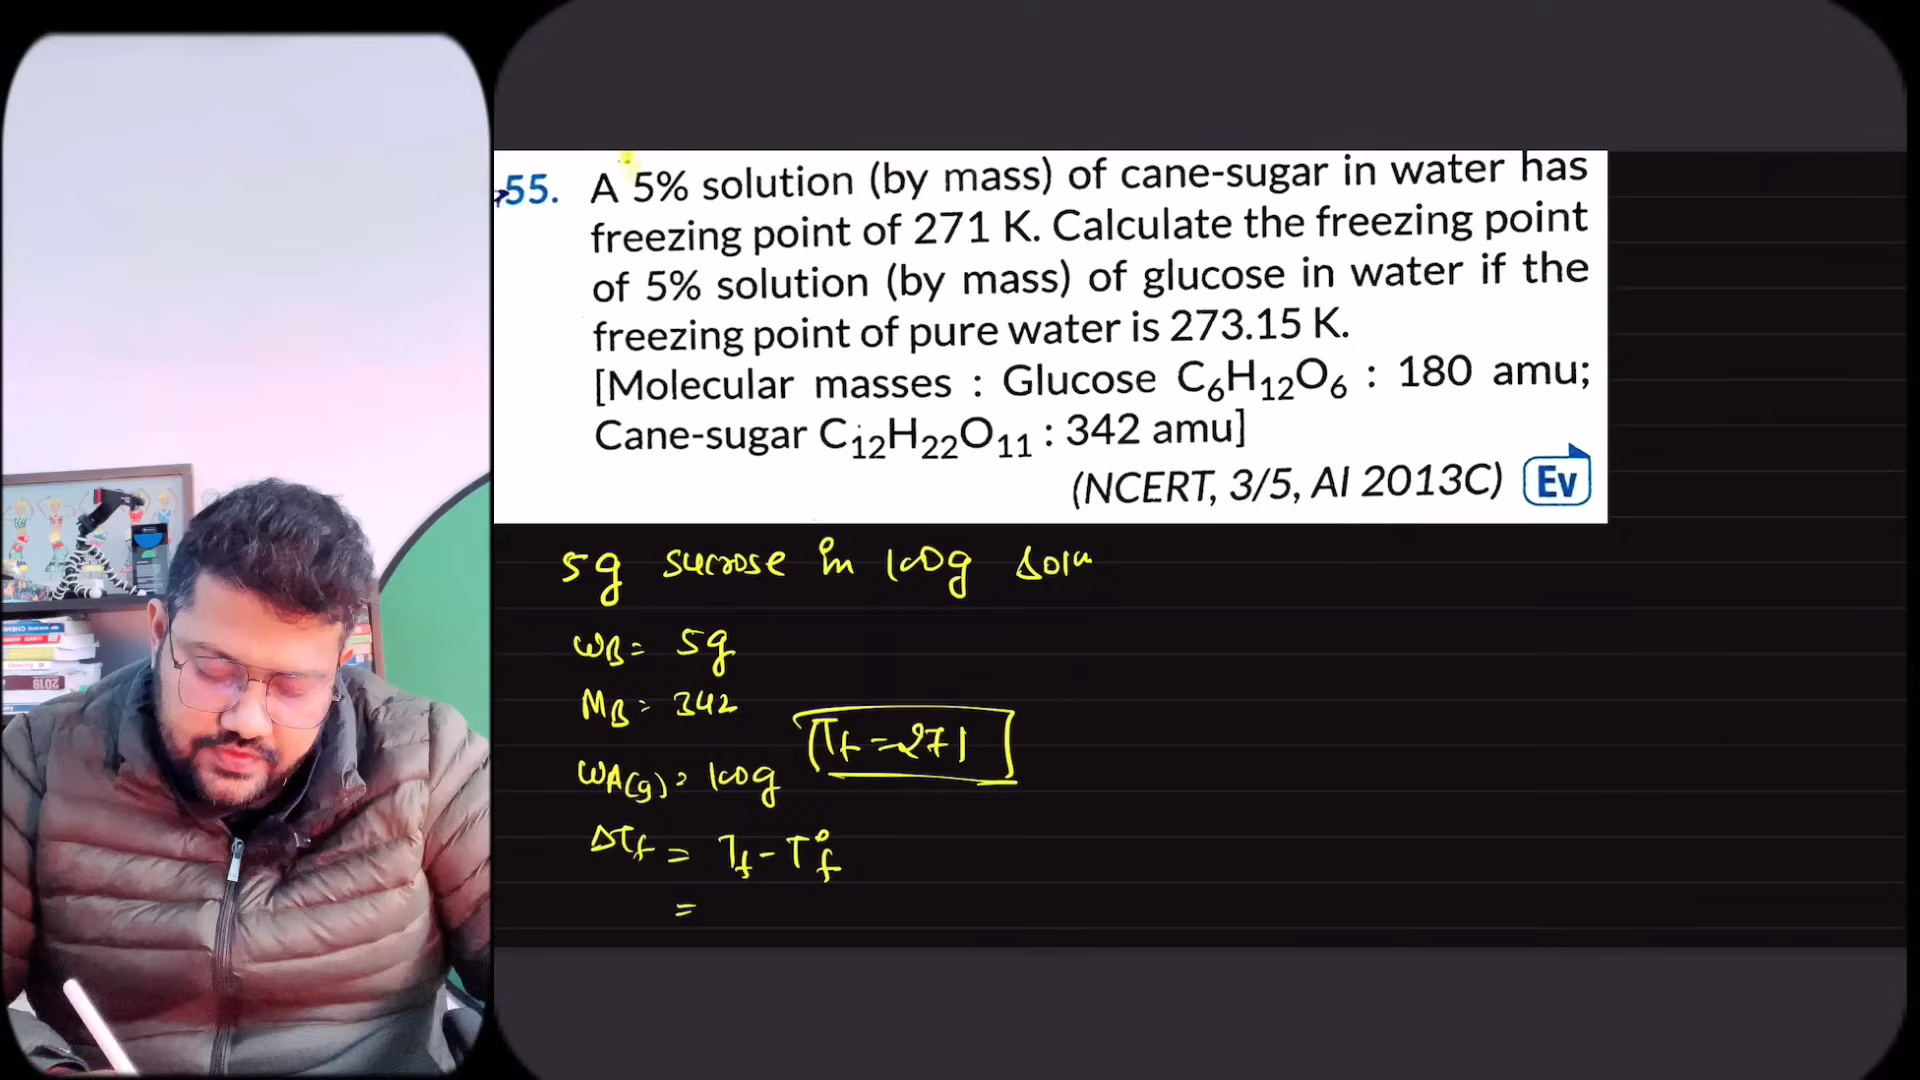 55. A 5% solution (by mass) of cane-sugar in water has
freezing point of 271 K. Calculate the freezing point
of 5% solution (by mass) of glucose in water if the
freezing point of pure water is 273.15 K.
[Molecular masses : Glucose C₆H₁₂O₆ : 180 amu;
Cane-sugar C₁₂H₂₂O₁₁ : 342 amu]
(NCERT, 3/5, AI 2013C) Ev
5g sucrose in 100g soln
WB = 5g
MB = 342
Tf = 271
WA(g) = 100g
ΔTf = Tf - T°f
=
2019